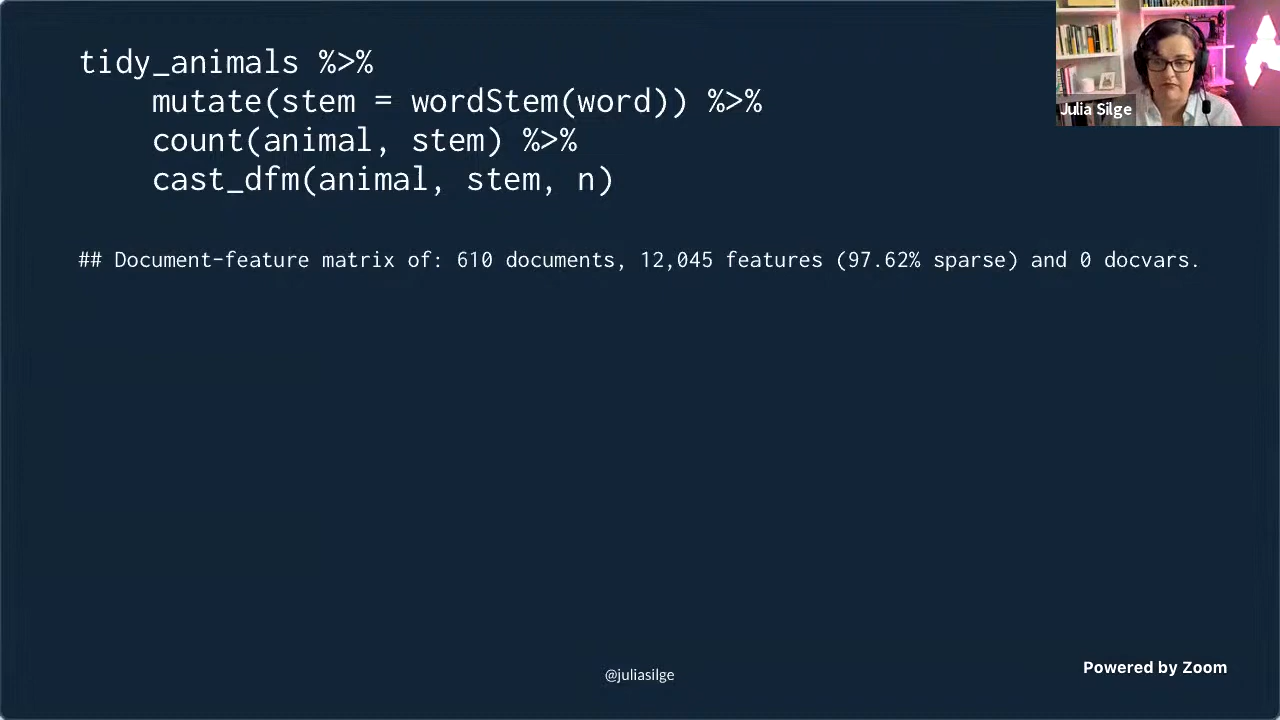 tidy_animals %>%
mutate(stem = wordStem(word)) %>%
count(animal, stem) %>%
cast_dfm(animal, stem, n)
Julia Silge
## Document-feature matrix of: 610 documents, 12,045 features (97.62% sparse) and 0 docvars.
@juliasilge
Powered by Zoom